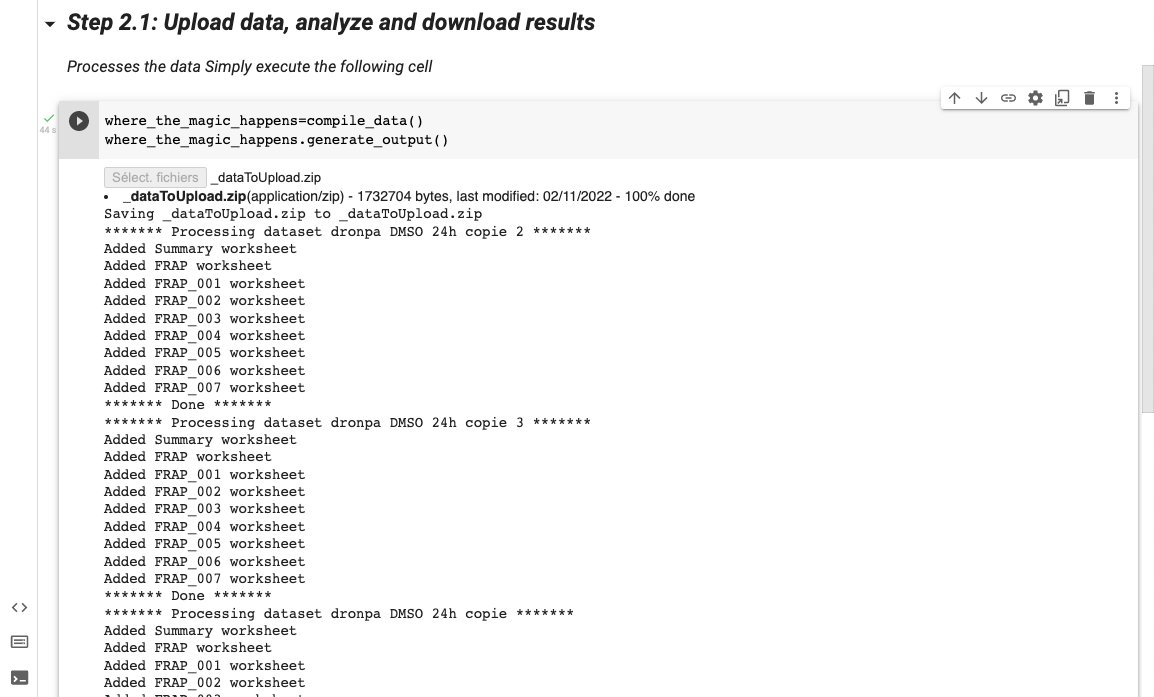 Step 2.1: Upload data, analyze and download results
Processes the data Simply execute the following cell
44 s
where_the_magic_happens=compile_data()
where_the_magic_happens.generate_output()
Sélect. fichiers _dataToUpload.zip
• _dataToUpload.zip(application/zip) - 1732704 bytes, last modified: 02/11/2022 - 100% done
Saving _dataToUpload.zip to _dataToUpload.zip
******* Processing dataset dronpa DMSO 24h copie 2 *******
Added Summary worksheet
Added FRAP worksheet
Added FRAP_001 worksheet
Added FRAP_002 worksheet
Added FRAP_003 worksheet
Added FRAP_004 worksheet
Added FRAP_005 worksheet
Added FRAP_006 worksheet
Added FRAP_007 worksheet
******* Done *******
******* Processing dataset dronpa DMSO 24h copie 3 *******
Added Summary worksheet
Added FRAP worksheet
Added FRAP_001 worksheet
Added FRAP_002 worksheet
Added FRAP_003 worksheet
Added FRAP_004 worksheet
Added FRAP_005 worksheet
Added FRAP_006 worksheet
Added FRAP_007 worksheet
******* Done *******
******* Processing dataset dronpa DMSO 24h copie *******
Added Summary worksheet
Added FRAP worksheet
Added FRAP_001 worksheet
Added FRAP_002 worksheet